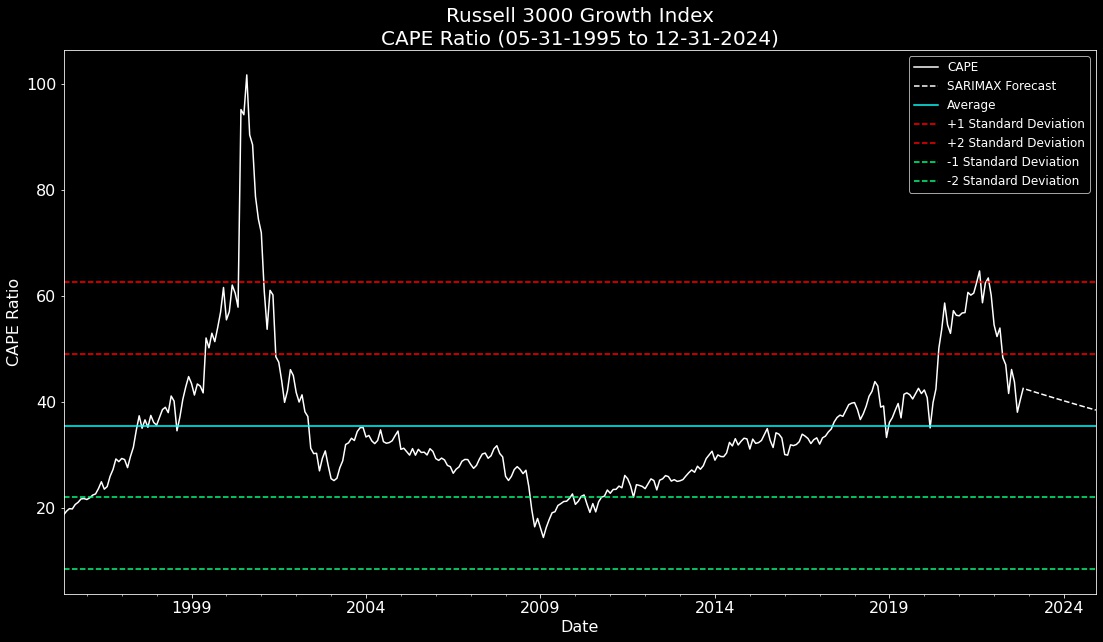 Russell 3000 Growth Index
CAPE Ratio (05-31-1995 to 12-31-2024)
CAPE
SARIMAX Forecast
Average
+1 Standard Deviation
+2 Standard Deviation
-1 Standard Deviation
-2 Standard Deviation
CAPE Ratio
100
80
60
40
20
1999
2004
2009
2014
2019
2024
Date